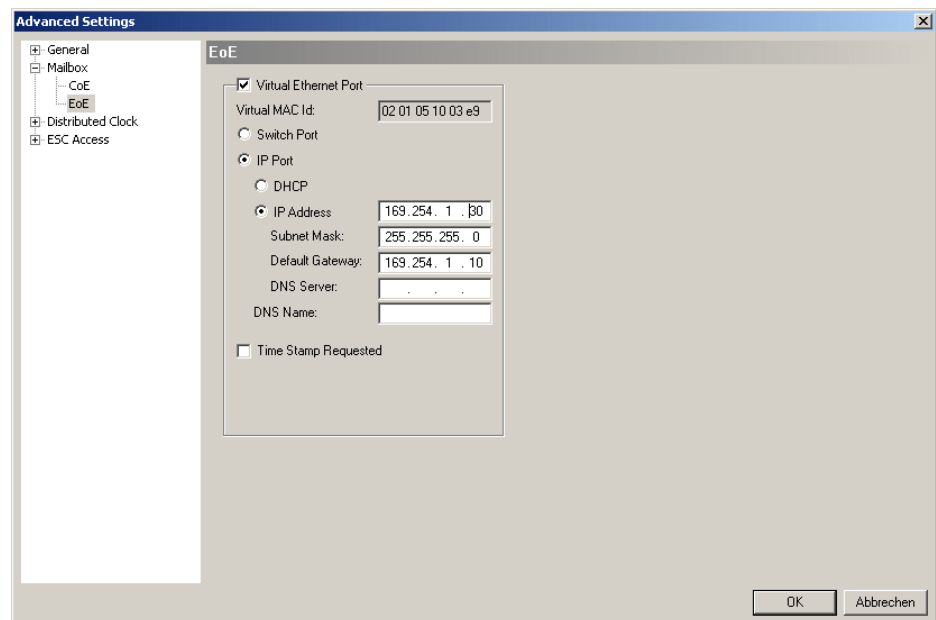 Advanced Settings
General
Mailbox
CoE
EoE
Distributed Clock
ESC Access
EoE
Virtual Ethernet Port
Virtual MAC Id: 02 01 05 10 03 e9
Switch Port
IP Port
DHCP
IP Address 169.254. 1 . 30
Subnet Mask: 255.255.255. 0
Default Gateway: 169.254. 1 . 10
DNS Server: . . .
DNS Name:
Time Stamp Requested
OK Abbrechen